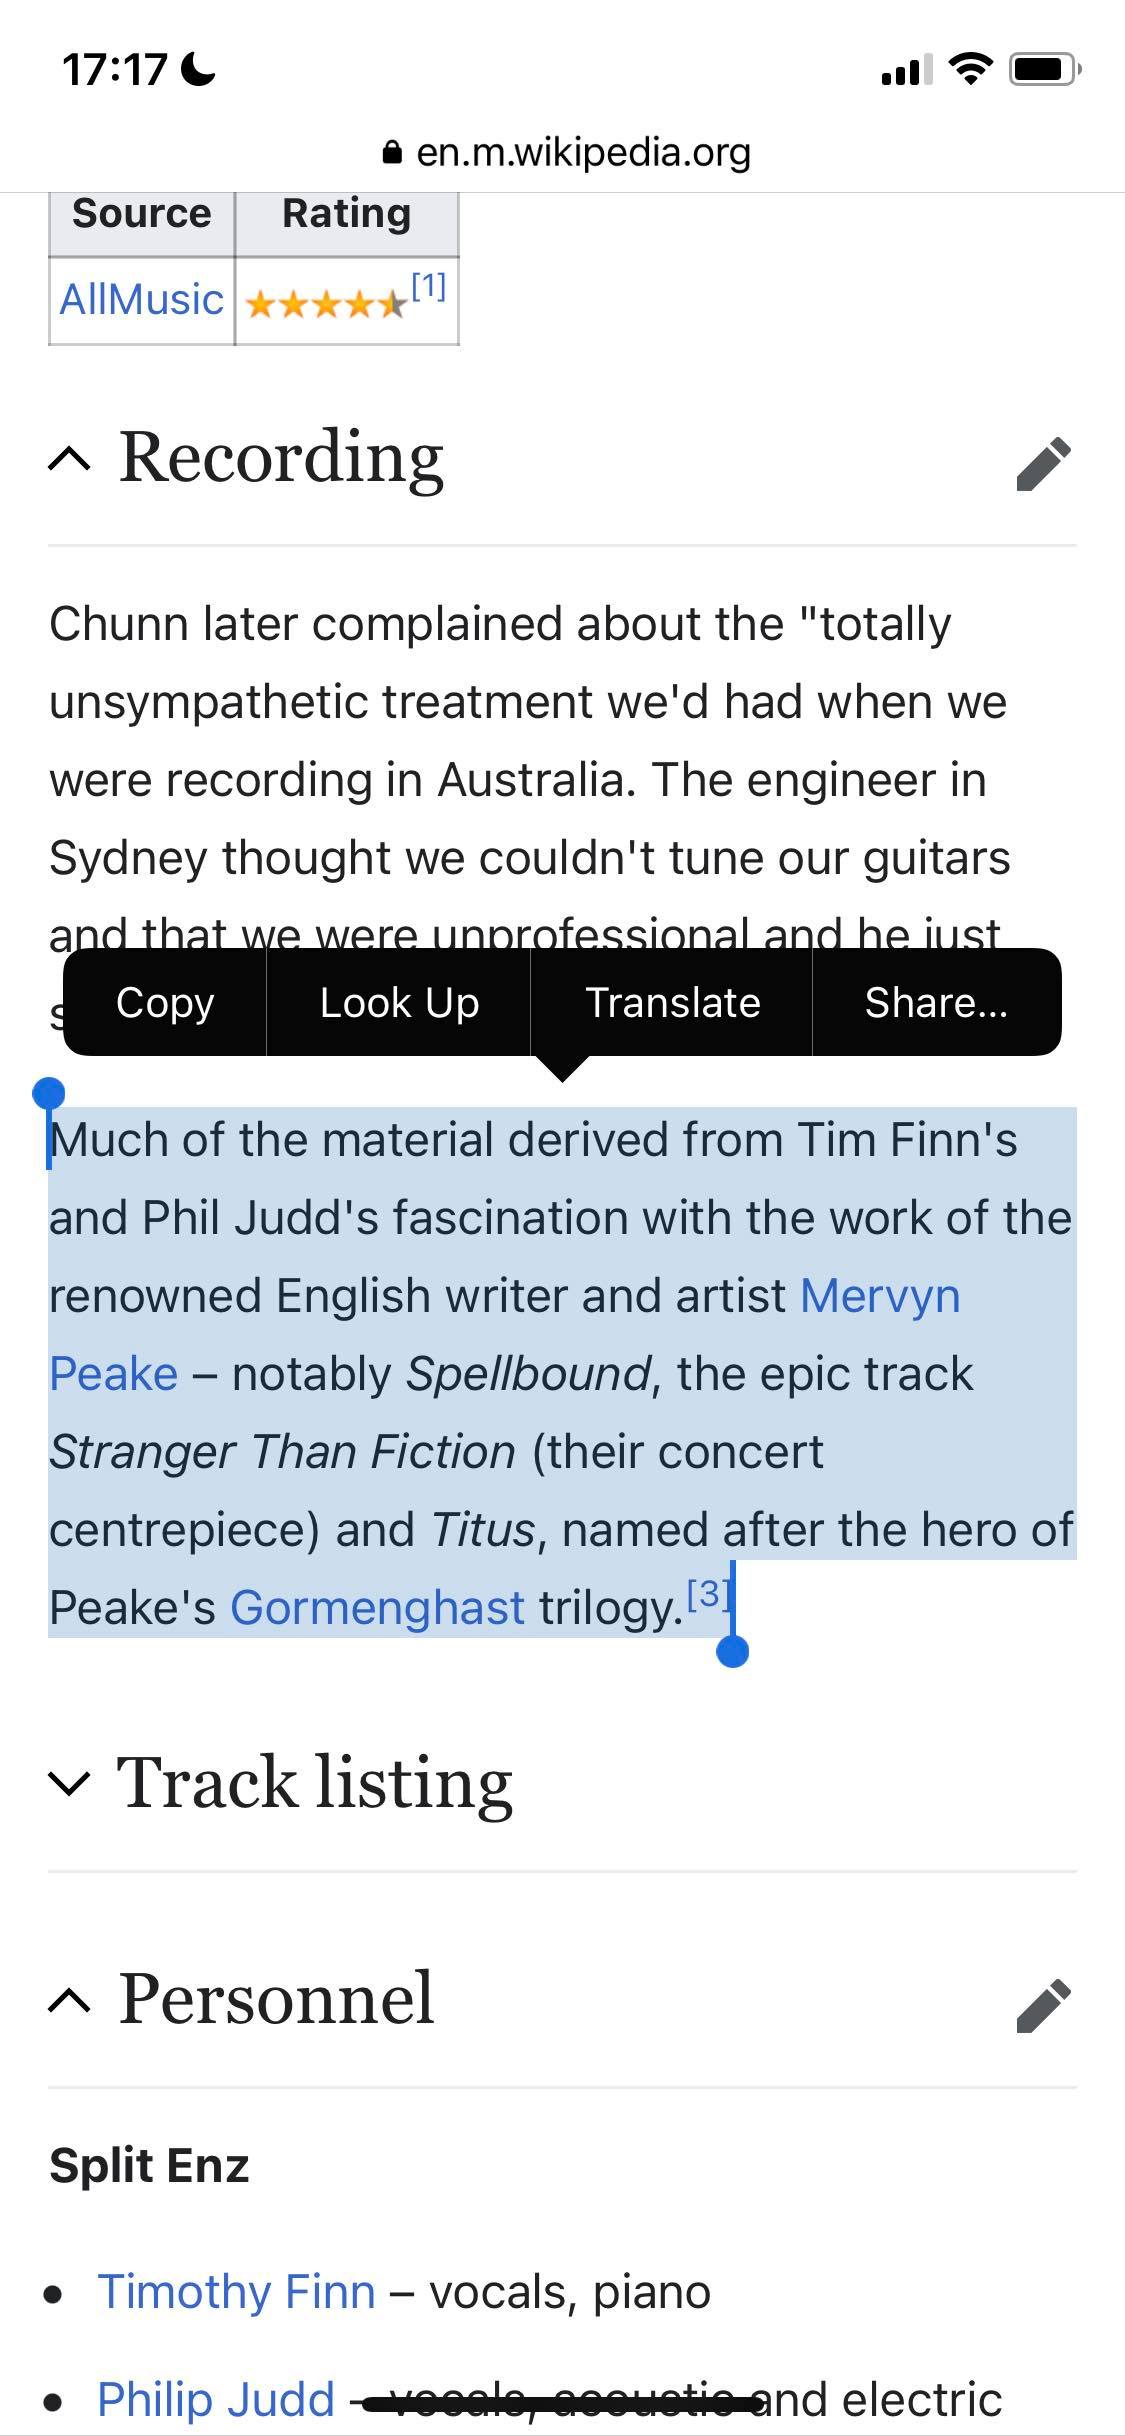 17:17
en.m.wikipedia.org
Source Rating
AllMusic [1]
Recording
Chunn later complained about the "totally
unsympathetic treatment we'd had when we
were recording in Australia. The engineer in
Sydney thought we couldn't tune our guitars
and that we were unprofessional and he just
Copy Look Up Translate Share...
Much of the material derived from Tim Finn's
and Phil Judd's fascination with the work of the
renowned English writer and artist Mervyn
Peake – notably Spellbound, the epic track
Stranger Than Fiction (their concert
centrepiece) and Titus, named after the hero of
Peake's Gormenghast trilogy.[3]
Track listing
Personnel
Split Enz
Timothy Finn – vocals, piano
Philip Judd – vocals, acoustic and electric